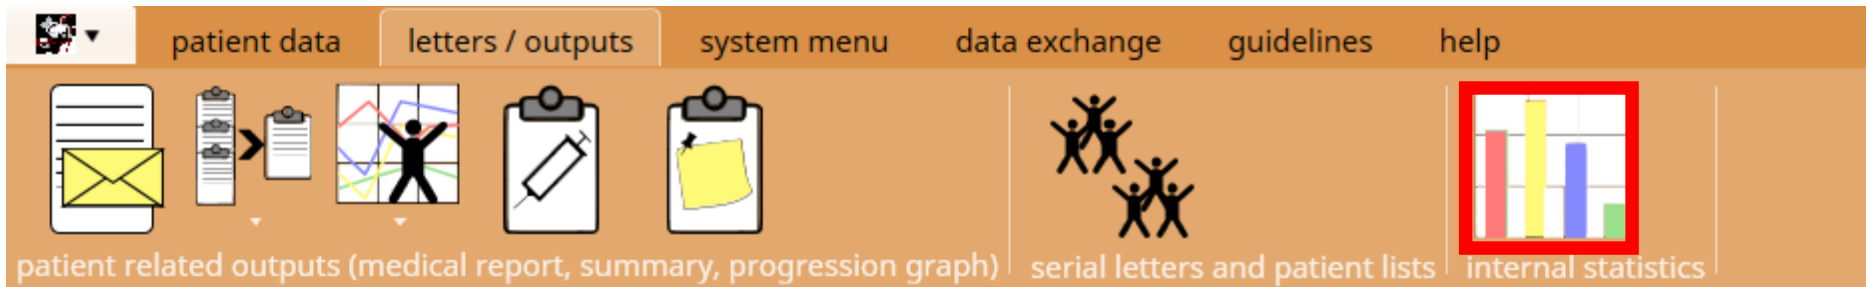 patient data letters / outputs system menu data exchange guidelines help
patient related outputs (medical report, summary, progression graph) serial letters and patient lists internal statistics